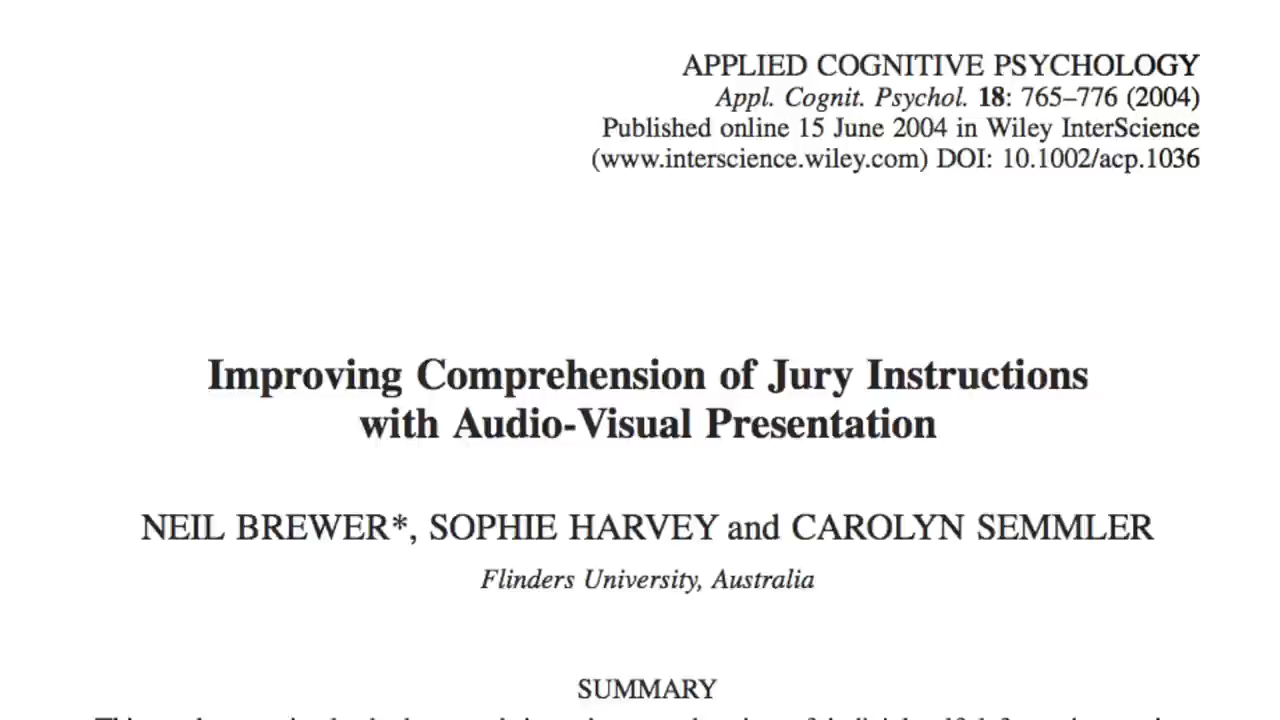 APPLIED COGNITIVE PSYCHOLOGY
Appl. Cognit. Psychol. 18: 765–776 (2004)
Published online 15 June 2004 in Wiley InterScience
(www.interscience.wiley.com) DOI: 10.1002/acp.1036
Improving Comprehension of Jury Instructions
with Audio-Visual Presentation
NEIL BREWER*, SOPHIE HARVEY and CAROLYN SEMMLER
Flinders University, Australia
SUMMARY